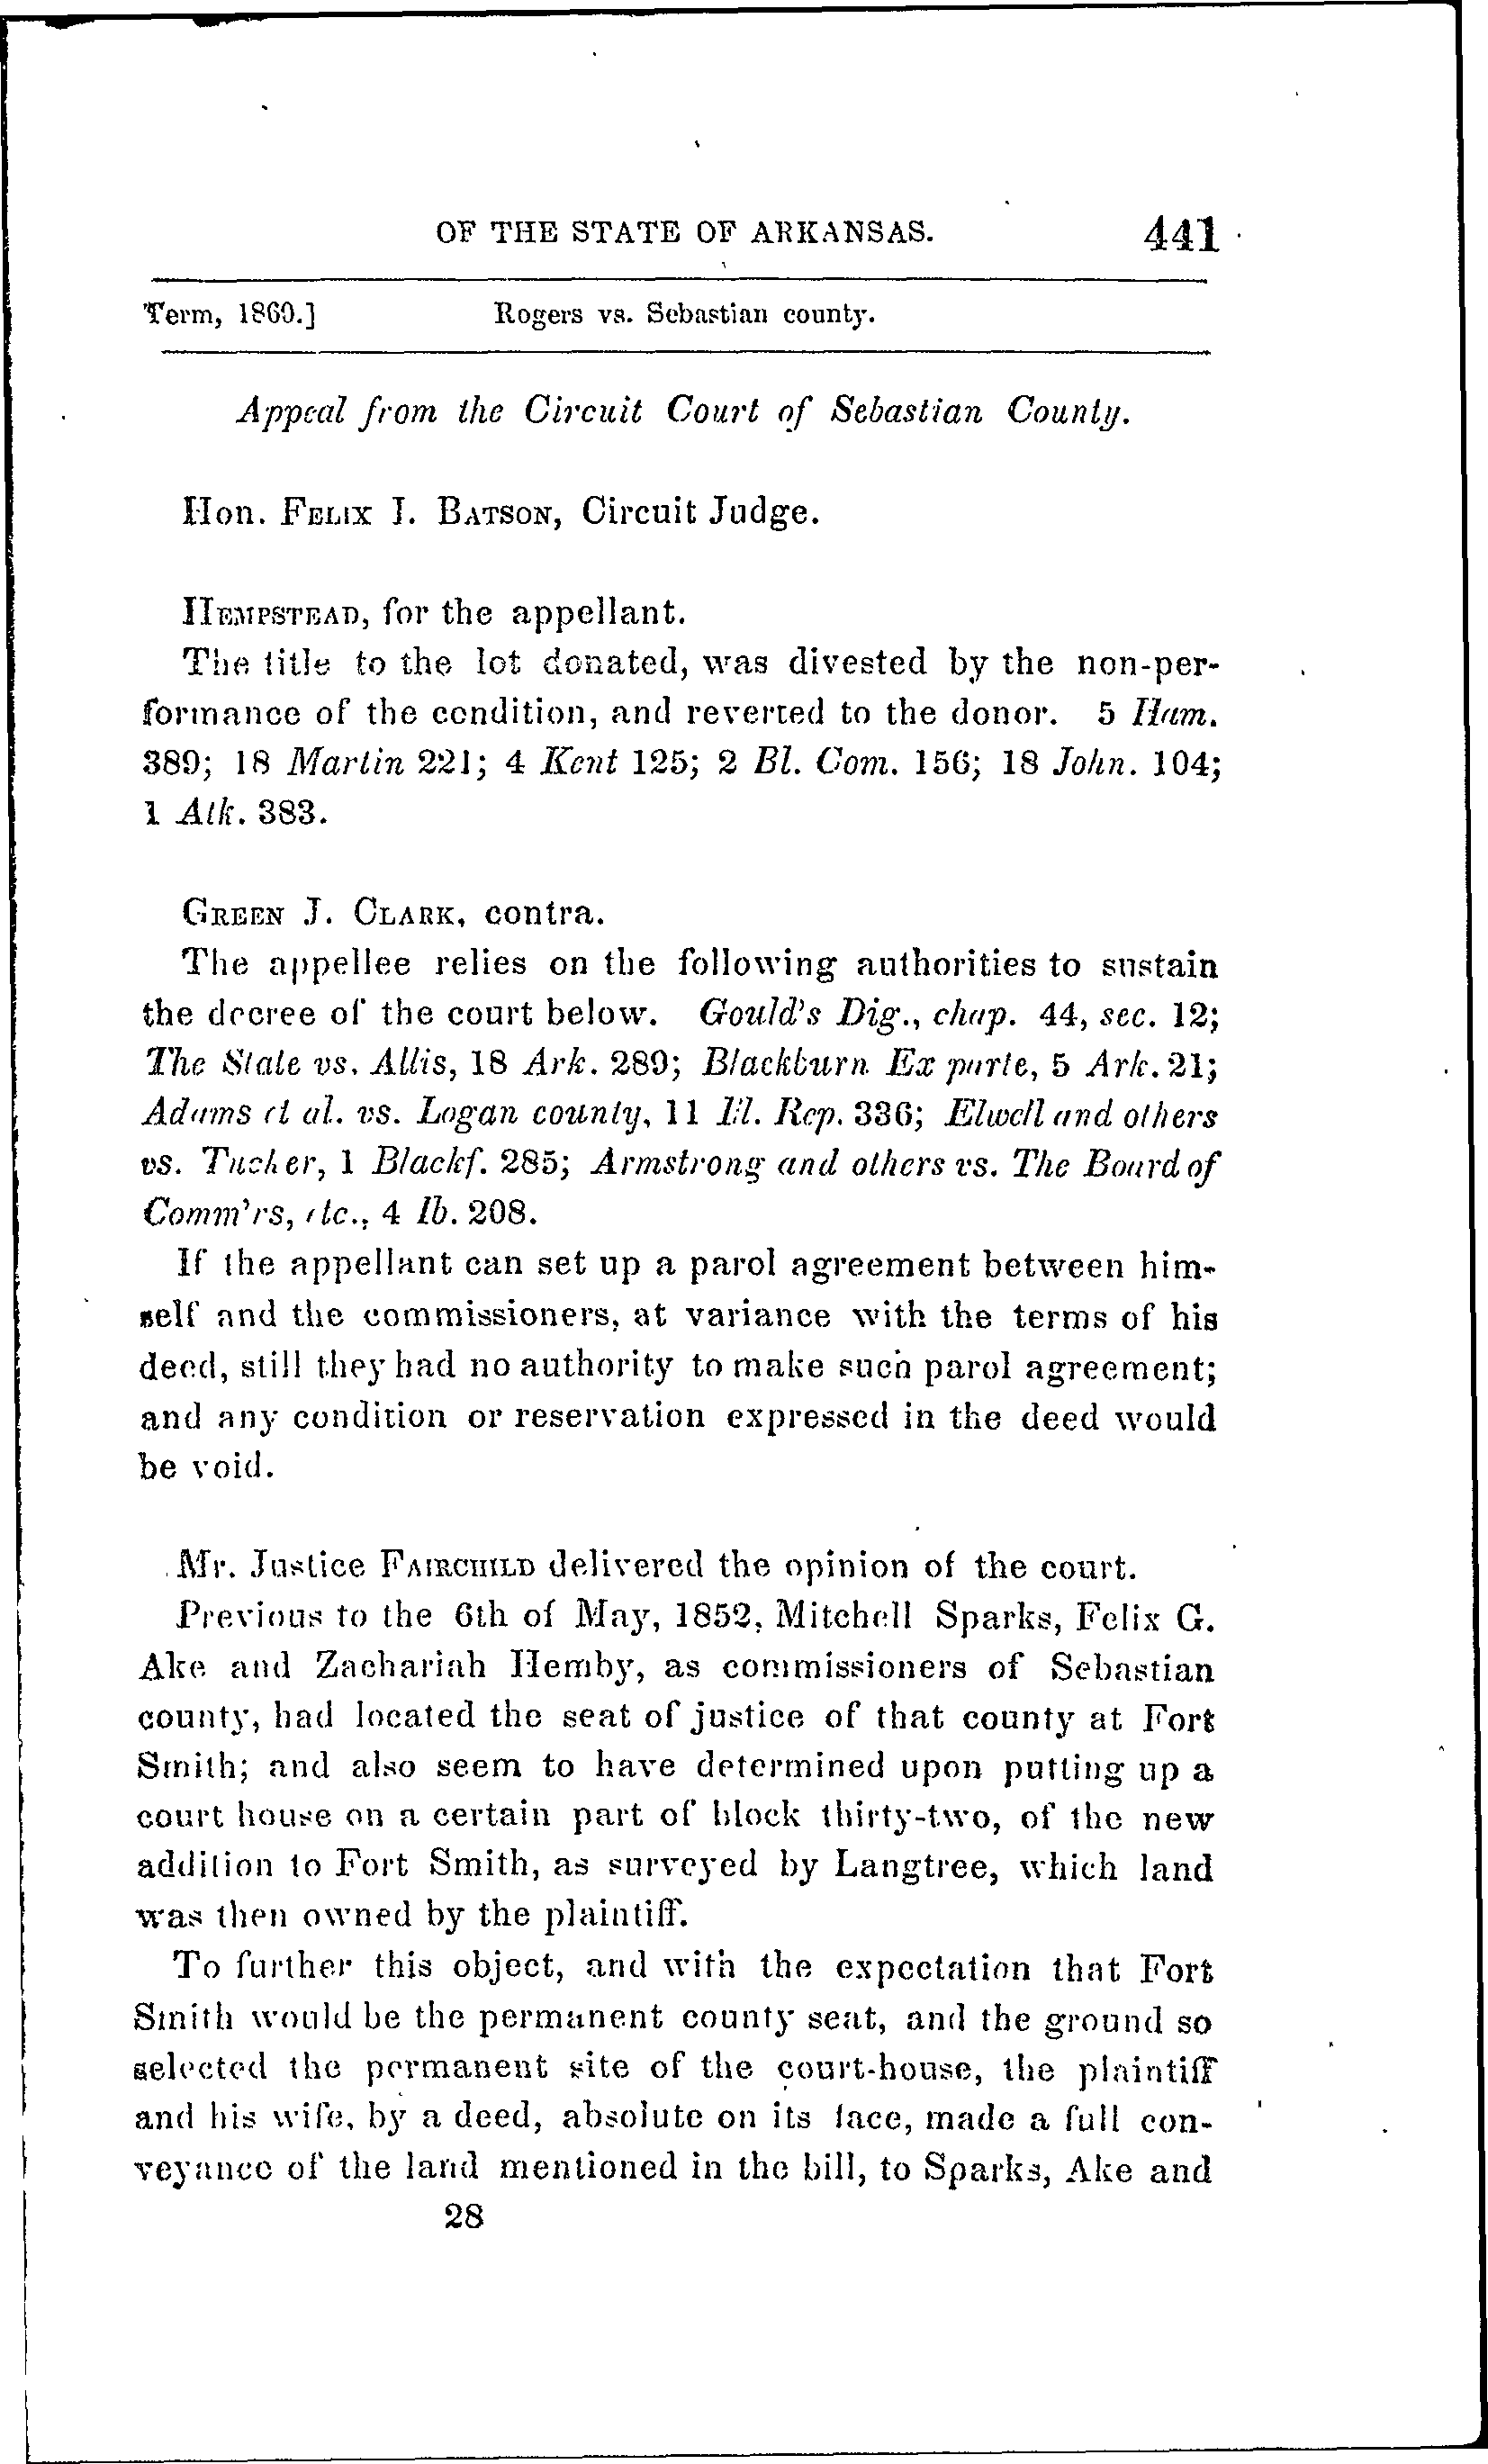 OF THE STATE OF ARKANSAS. 441
Term, 1860.] Rogers vs. Sebastian county.
Appeal from the Circuit Court of Sebastian County.
Hon. FELIX I. BATSON, Circuit Judge.
HEMPSTEAD, for the appellant.
The title to the lot donated, was divested by the non-per-
formance of the condition, and reverted to the donor. 5 Ham.
389; 18 Martin 221; 4 Kent 125; 2 Bl. Com. 156; 18 John. 104;
1 Atk. 383.
GREEN J. CLARK, contra.
The appellee relies on the following authorities to sustain
the decree of the court below. Gould's Dig., chap. 44, sec. 12;
The State vs. Allis, 18 Ark. 289; Blackburn Ex parte, 5 Ark. 21;
Adams et al. vs. Logan county, 11 Ill. Rep. 336; Elwell and others
vs. Tucker, 1 Blackf. 285; Armstrong and others vs. The Board of
Comm'rs, etc., 4 Ib. 208.
If the appellant can set up a parol agreement between him-
self and the commissioners, at variance with the terms of his
deed, still they had no authority to make such parol agreement;
and any condition or reservation expressed in the deed would
be void.
Mr. Justice FAIRCHILD delivered the opinion of the court.
Previous to the 6th of May, 1852, Mitchell Sparks, Felix G.
Ake and Zachariah Hemby, as commissioners of Sebastian
county, had located the seat of justice of that county at Fort
Smith; and also seem to have determined upon putting up a
court house on a certain part of block thirty-two, of the new
addition to Fort Smith, as surveyed by Langtree, which land
was then owned by the plaintiff.
To further this object, and with the expectation that Fort
Smith would be the permanent county seat, and the ground so
selected the permanent site of the court-house, the plaintiff
and his wife, by a deed, absolute on its face, made a full con-
veyance of the land mentioned in the bill, to Sparks, Ake and
28